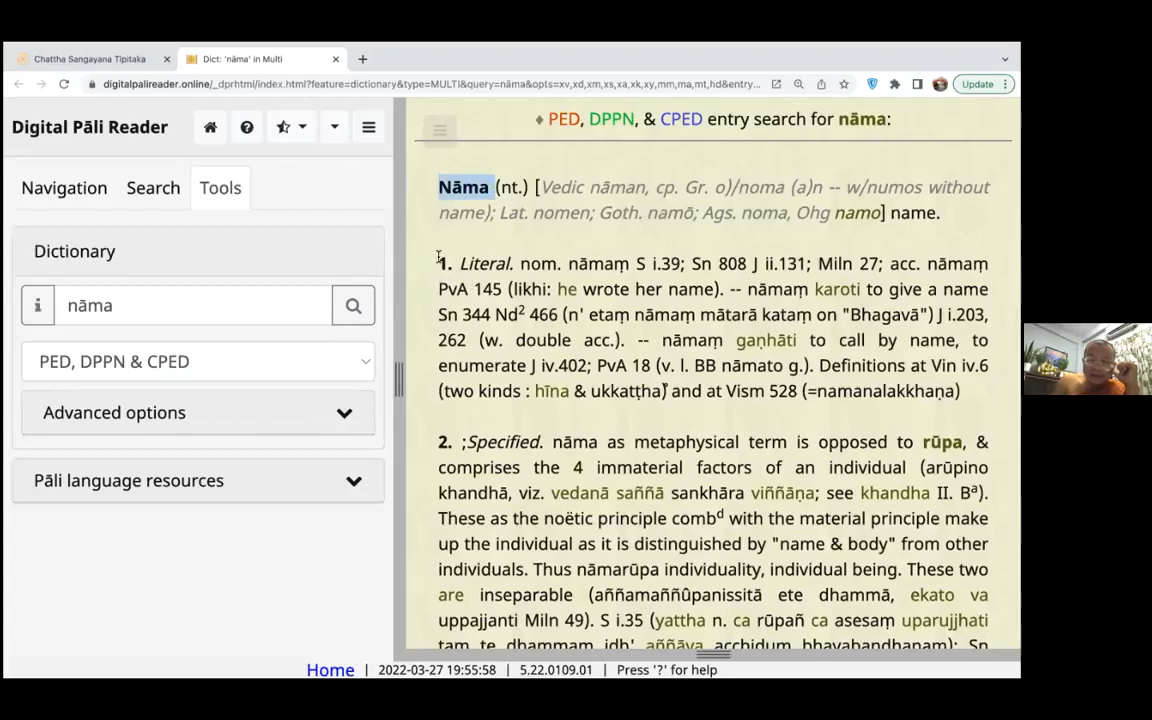 Chattha Sangayana Tipitaka
Dict: 'nāma' in Multi
digitalpalireader.online/_dprhtml/index.html?feature=dictionary&type=MULTI&query=nāma&opts=xv,xd,xm,xs,xa,xk,xy,mm,ma,mt,hd&entry...
Update
Digital Pāli Reader
Navigation Search Tools
Dictionary
nāma
PED, DPPN & CPED
Advanced options
Pāli language resources
♦ PED, DPPN, & CPED entry search for nāma:
Nāma (nt.) [Vedic nāman, cp. Gr. o)/noma (a)n -- w/numos without
name); Lat. nomen; Goth. namō; Ags. noma, Ohg namo] name.
1. Literal. nom. nāmaṃ S i.39; Sn 808 J ii.131; Miln 27; acc. nāmaṃ
PvA 145 (likhi: he wrote her name). -- nāmaṃ karoti to give a name
Sn 344 Nd2 466 (n' etaṃ nāmaṃ mātarā kataṃ on "Bhagavā") J i.203,
262 (w. double acc.). -- nāmaṃ gaṇhāti to call by name, to
enumerate J iv.402; PvA 18 (v. l. BB nāmato g.). Definitions at Vin iv.6
(two kinds : hīna & ukkaṭṭha) and at Vism 528 (=namanalakkhaṇa)
2. ;Specified. nāma as metaphysical term is opposed to rūpa, &
comprises the 4 immaterial factors of an individual (arūpino
khandhā, viz. vedanā saññā sankhāra viññāṇa; see khandha II. Ba).
These as the noëtic principle combd with the material principle make
up the individual as it is distinguished by "name & body" from other
individuals. Thus nāmarūpa individuality, individual being. These two
are inseparable (aññamaññûpanissitā ete dhammā, ekato va
uppajjanti Miln 49). S i.35 (yattha n. ca rūpañ ca asesaṃ uparujjhati
taṃ te dhammaṃ idh' aññāya acchiduṃ bhavabandhanaṃ); Sn
Home | 2022-03-27 19:55:58 | 5.22.0109.01 | Press '?' for help